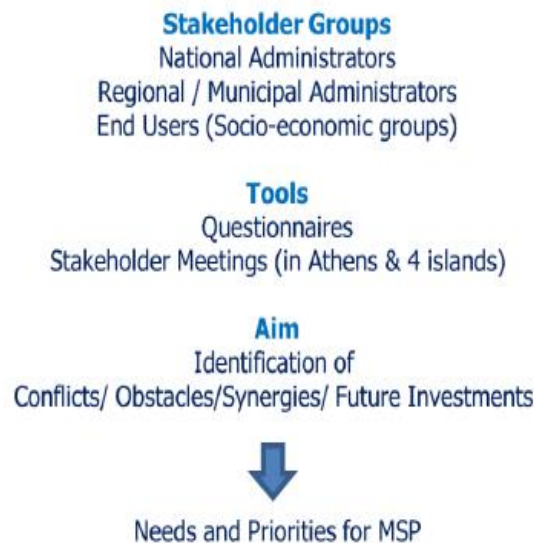 Stakeholder Groups
National Administrators
Regional / Municipal Administrators
End Users (Socio-economic groups)
Tools
Questionnaires
Stakeholder Meetings (in Athens & 4 islands)
Aim
Identification of
Conflicts/ Obstacles/Synergies/ Future Investments
Needs and Priorities for MSP